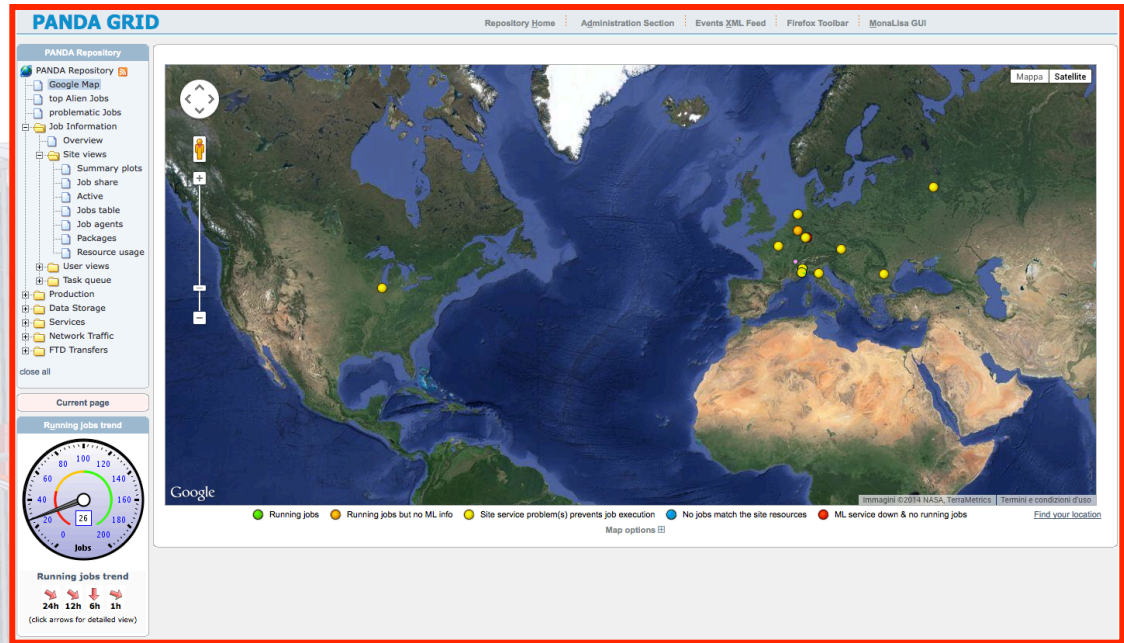 PANDA GRID
Repository Home Administration Section Events XML Feed Firefox Toolbar MonaLisa GUI
PANDA Repository
PANDA Repository
Google Map
top Alien Jobs
problematic Jobs
Job Information
Overview
Site views
Summary plots
Job share
Active
Jobs table
Job agents
Packages
Resource usage
User views
Task queue
Production
Data Storage
Services
Network Traffic
FTD Transfers
close all
Current page
Running jobs trend
0 20 40 60 80 100 120 140 160 180 200
26
Jobs
Running jobs trend
24h 12h 6h 1h
(click arrows for detailed view)
Mappa Satellite
Google
Immagini ©2014 NASA, TerraMetrics Termini e condizioni d'uso
Running jobs Running jobs but no ML info Site service problem(s) prevents job execution No jobs match the site resources ML service down & no running jobs Find your location
Map options